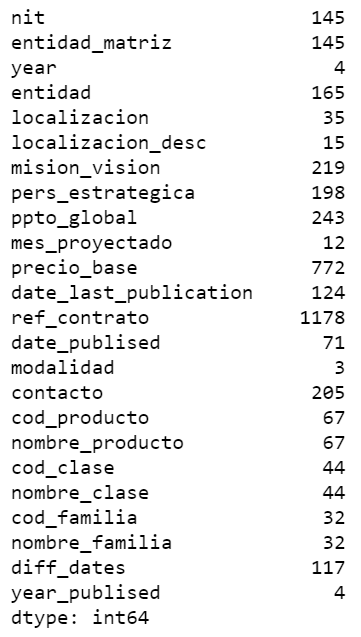 nit 145
entidad_matriz 145
year 4
entidad 165
localizacion 35
localizacion_desc 15
mision_vision 219
pers_estrategica 198
ppto_global 243
mes_proyectado 12
precio_base 772
date_last_publication 124
ref_contrato 1178
date_publised 71
modalidad 3
contacto 205
cod_producto 67
nombre_producto 67
cod_clase 44
nombre_clase 44
cod_familia 32
nombre_familia 32
diff_dates 117
year_publised 4
dtype: int64